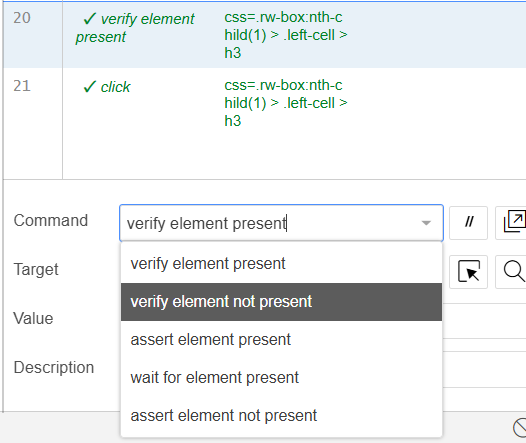 20 ✓ verify element css=.rw-box:nth-c
present hild(1) > .left-cell >
h3
21 ✓ click css=.rw-box:nth-c
hild(1) > .left-cell >
h3
Command verify element present //
Target verify element present
verify element not present
Value assert element present
Description wait for element present
assert element not present